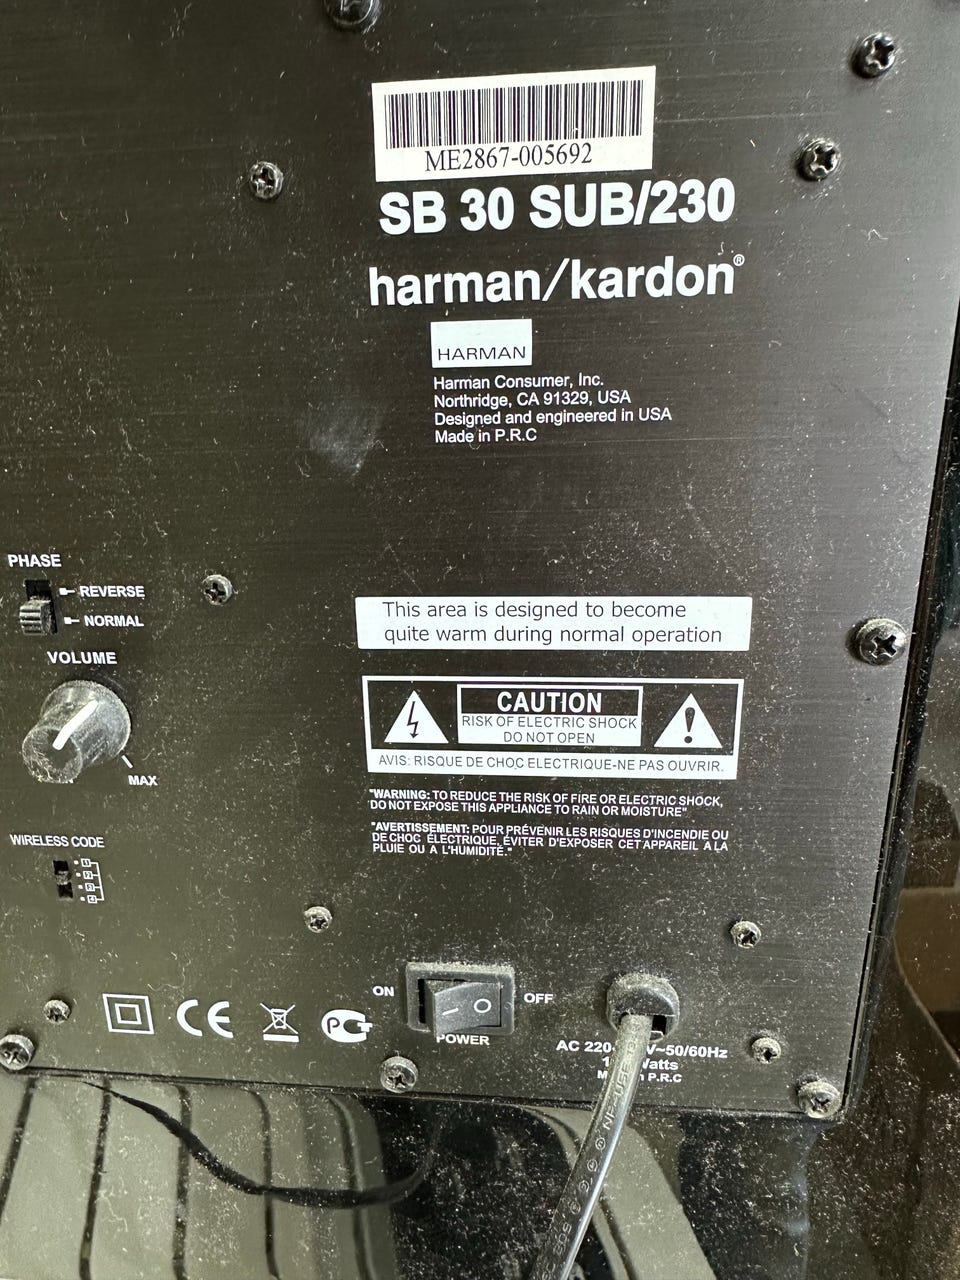 ME2867-005692
SB 30 SUB/230
harman/kardon®
HARMAN
Harman Consumer, Inc.
Northridge, CA 91329, USA
Designed and engineered in USA
Made in P.R.C
PHASE
REVERSE
NORMAL
VOLUME
MAX
This area is designed to become
quite warm during normal operation
CAUTION
RISK OF ELECTRIC SHOCK
DO NOT OPEN
AVIS: RISQUE DE CHOC ELECTRIQUE-NE PAS OUVRIR.
"WARNING: TO REDUCE THE RISK OF FIRE OR ELECTRIC SHOCK,
DO NOT EXPOSE THIS APPLIANCE TO RAIN OR MOISTURE"
"AVERTISSEMENT: POUR PRÉVENIR LES RISQUES D'INCENDIE OU
DE CHOC ÉLECTRIQUE, ÉVITER D'EXPOSER CET APPAREIL A LA
PLUIE OU A L'HUMIDITÉ."
WIRELESS CODE
1
2
3
4
ON
OFF
POWER
CE
AC 220- V~50/60Hz
P.R.C